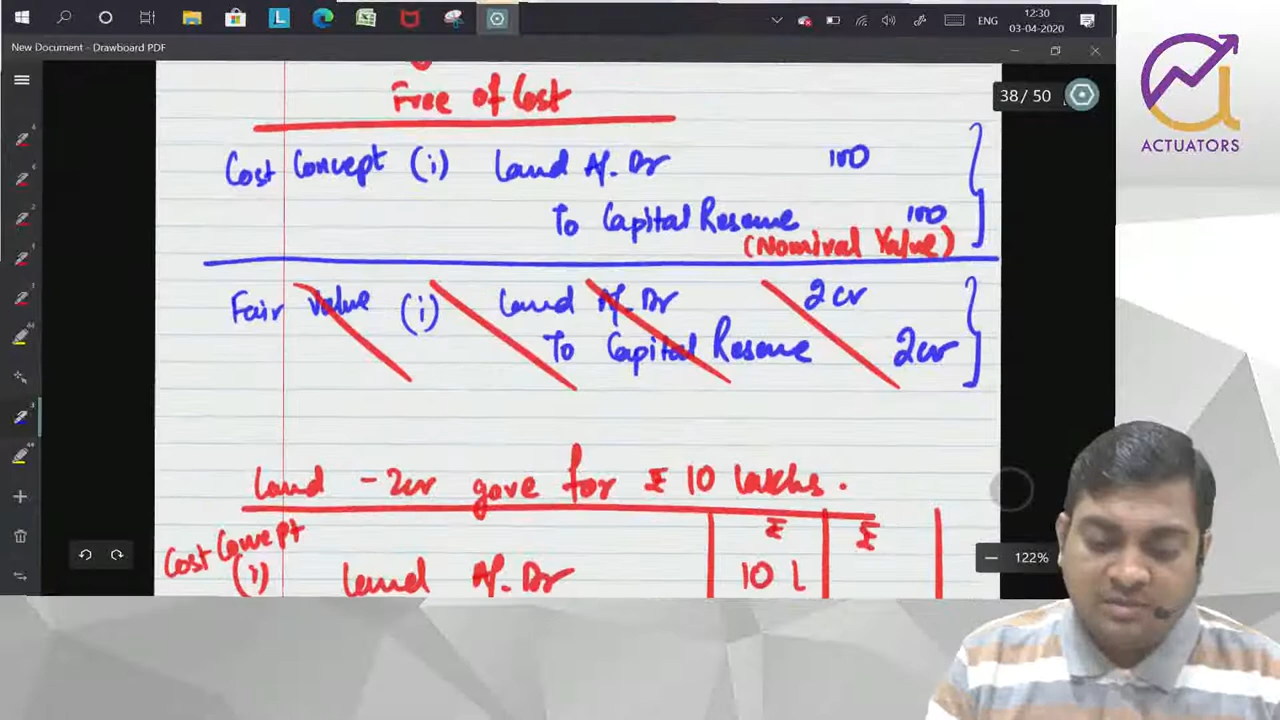 12:30
ENG
03-04-2020
New Document - Drawboard PDF
38 / 50
ACTUATORS
Free of Cost
Cost Concept (i) Land A/. Dr 100
To Capital Reserve 100
(Nominal Value)
Fair Value (i) Land A/. Dr 2cr
To Capital Reserve 2cr
Land - 2cr gave for ₹ 10 lakhs.
₹ ₹
Cost Concept
(i) Land A/. Dr 10 L
122%